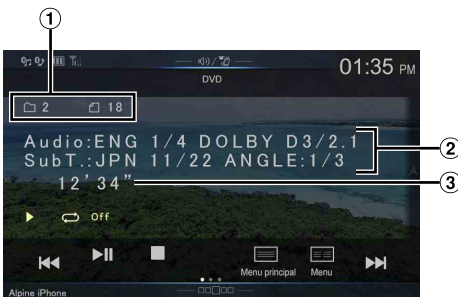 1
01:35 PM
DVD
2 18
Audio:ENG 1/4 DOLBY D3/2.1
SubT.:JPN 11/22 ANGLE:1/3
2
12'34"
3
Off
Menu principal Menu
Alpine iPhone